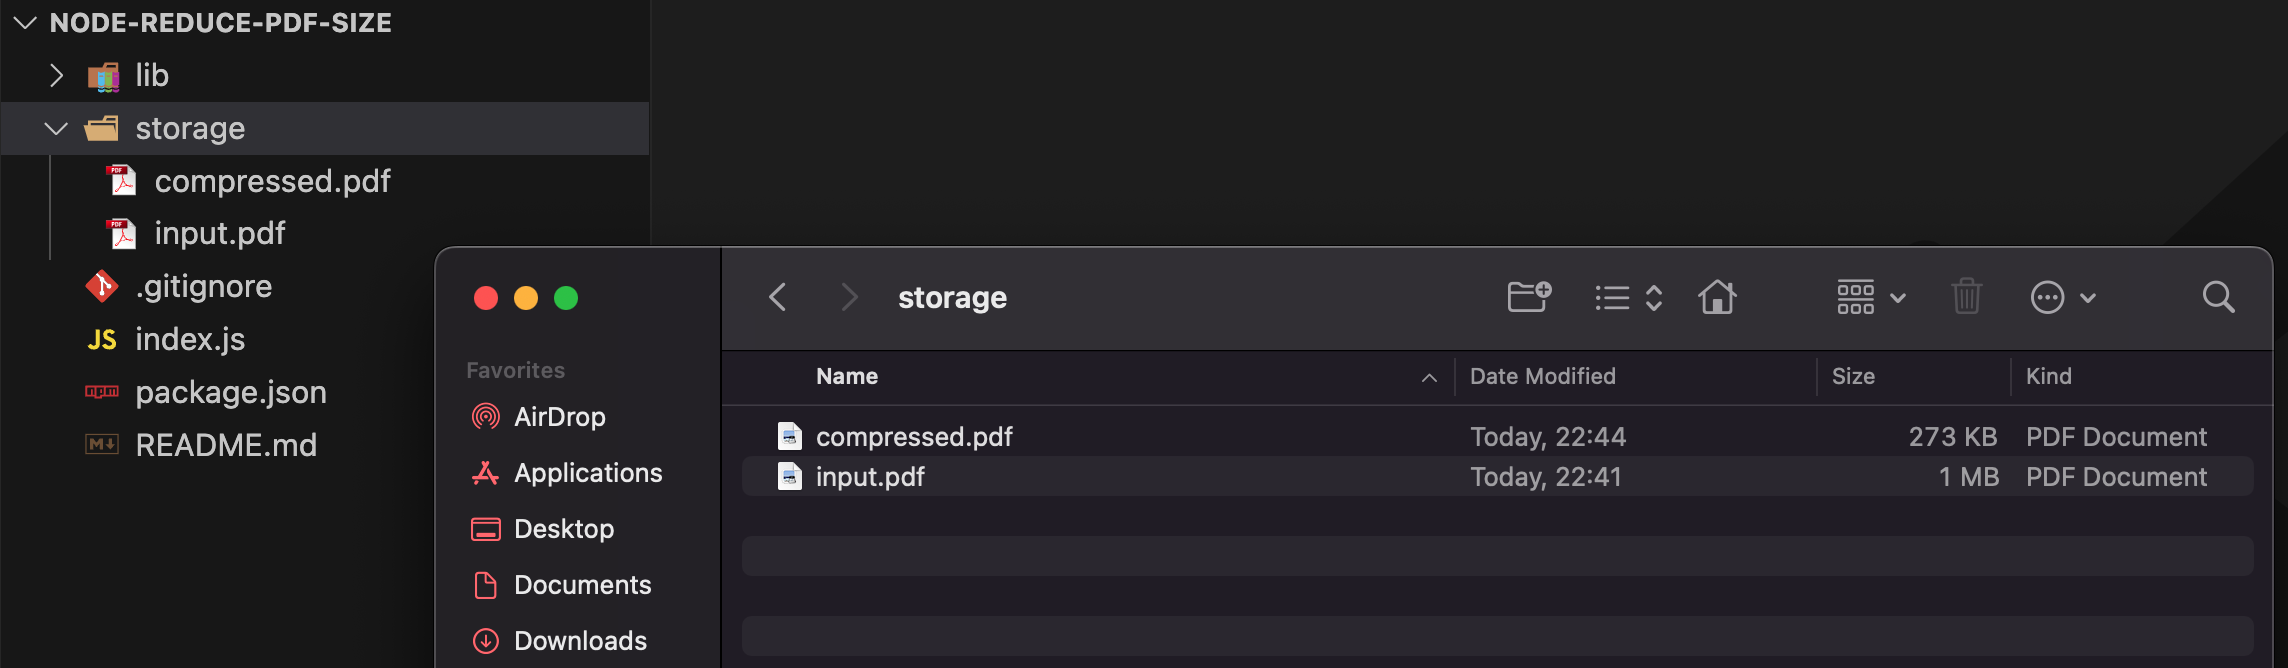 NODE-REDUCE-PDF-SIZE
lib
storage
compressed.pdf
input.pdf
.gitignore
JS index.js
package.json
README.md
storage
Favorites
AirDrop
Applications
Desktop
Documents
Downloads
Name Date Modified Size Kind
compressed.pdf Today, 22:44 273 KB PDF Document
input.pdf Today, 22:41 1 MB PDF Document